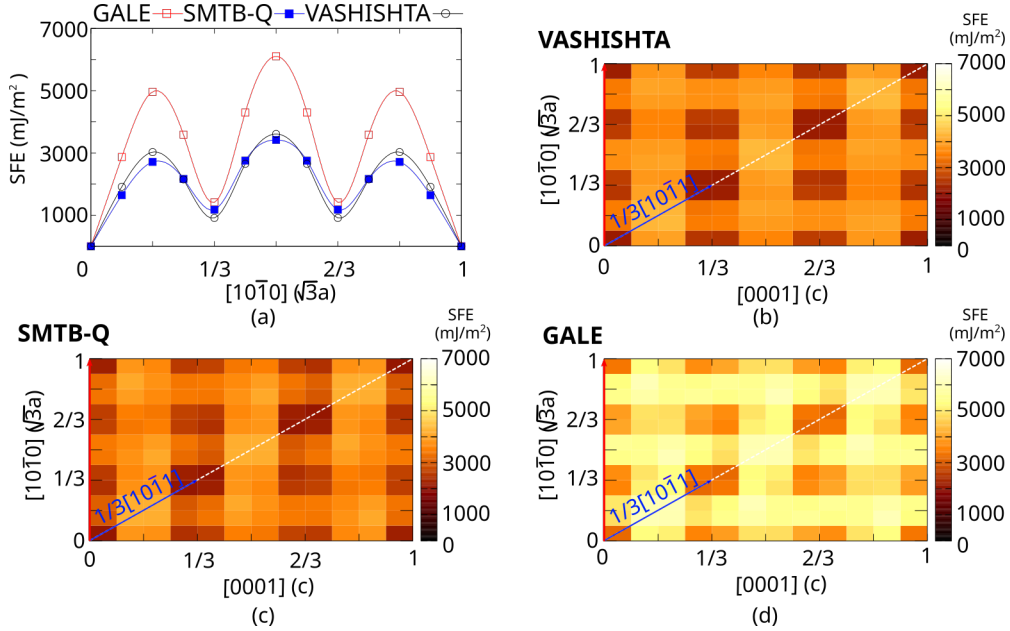 GALE SMTB-Q VASHISHTA
7000
5000
3000
1000
SFE (mJ/m²)
0 1/3 2/3 1
[101̄0] (√3a)
(a)
VASHISHTA
SFE
(mJ/m²)
1
2/3
1/3
0
[101̄0] (√3a)
1/3[101̄1]
7000
5000
3000
1000
0
0 1/3 2/3 1
[0001] (c)
(b)
SMTB-Q
SFE
(mJ/m²)
1
2/3
1/3
0
[101̄0] (√3a)
1/3[101̄1]
7000
5000
3000
1000
0
0 1/3 2/3 1
[0001] (c)
(c)
GALE
SFE
(mJ/m²)
1
2/3
1/3
0
[101̄0] (√3a)
1/3[101̄1]
7000
5000
3000
1000
0
0 1/3 2/3 1
[0001] (c)
(d)